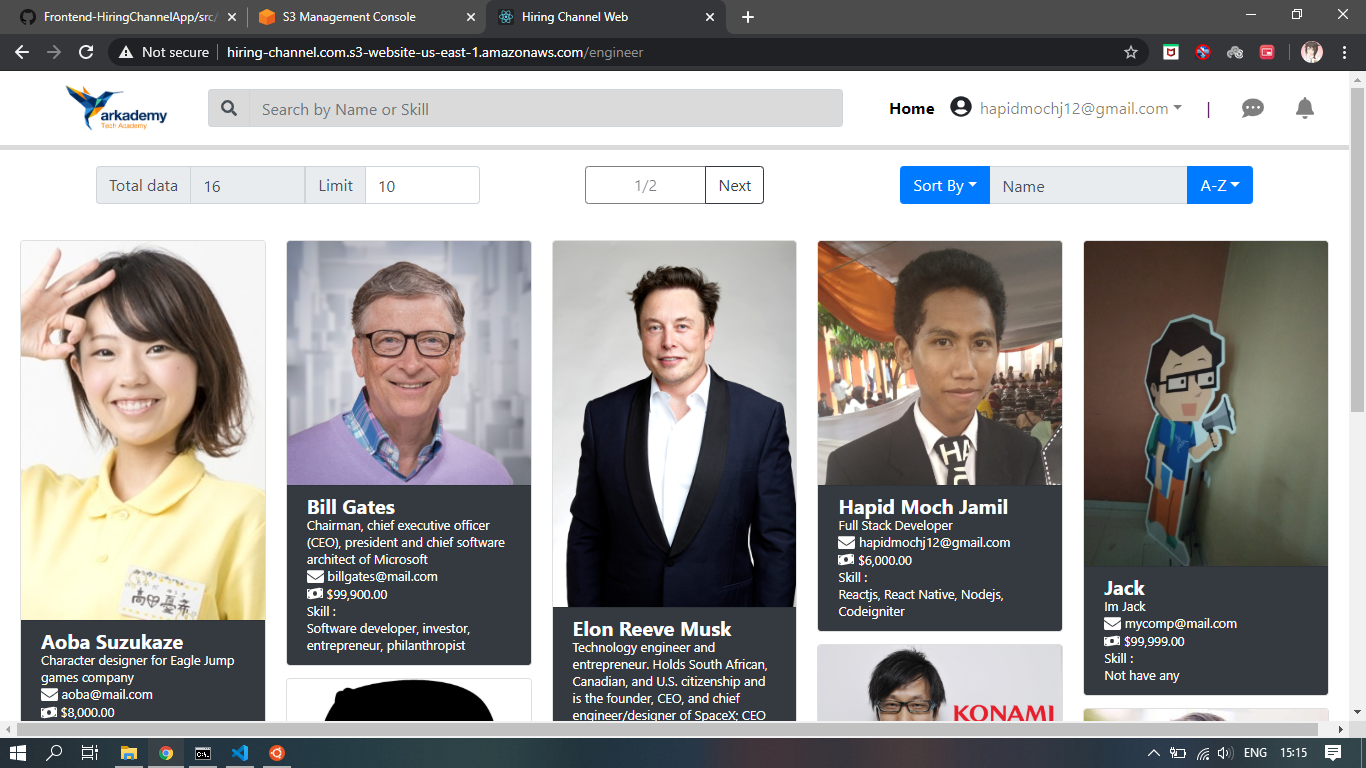 Frontend-HiringChannelApp/src/
S3 Management Console
Hiring Channel Web
Not secure
hiring-channel.com.s3-website-us-east-1.amazonaws.com/engineer
arkademy
Tech Academy
Search by Name or Skill
Home
hapidmochj12@gmail.com
|
Total data
16
Limit
10
1/2
Next
Sort By
Name
A-Z
Aoba Suzukaze
Character designer for Eagle Jump
games company
aoba@mail.com
$8,000.00
Bill Gates
Chairman, chief executive officer
(CEO), president and chief software
architect of Microsoft
billgates@mail.com
$99,900.00
Skill :
Software developer, investor,
entrepreneur, philanthropist
Elon Reeve Musk
Technology engineer and
entrepreneur. Holds South African,
Canadian, and U.S. citizenship and
is the founder, CEO, and chief
engineer/designer of SpaceX; CEO
Hapid Moch Jamil
Full Stack Developer
hapidmochj12@gmail.com
$6,000.00
Skill :
Reactjs, React Native, Nodejs,
Codeigniter
KONAMI
Jack
Im Jack
mycomp@mail.com
$99,999.00
Skill :
Not have any
ENG
15:15